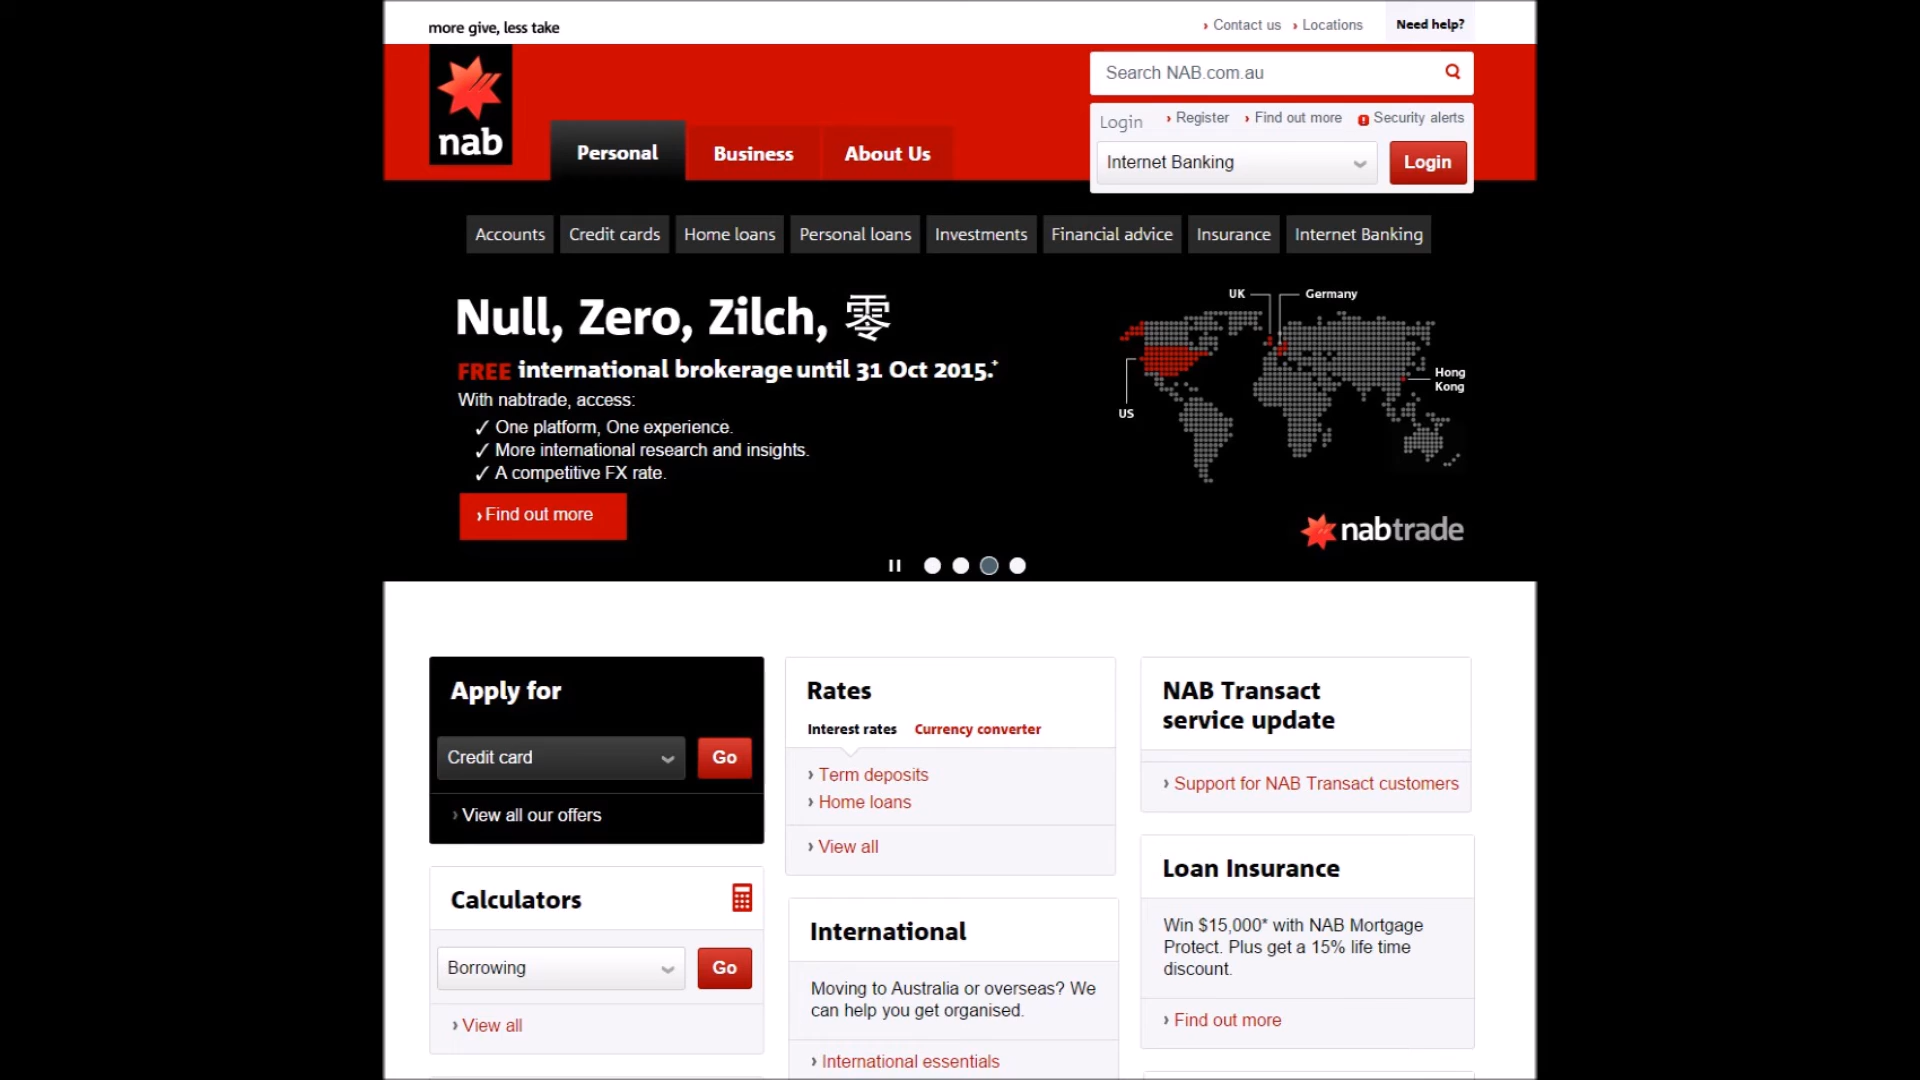 more give, less take
Contact us
Locations
Need help?
nab
Search NAB.com.au
Personal
Business
About Us
Login
Register
Find out more
Security alerts
Internet Banking
Login
Accounts
Credit cards
Home loans
Personal loans
Investments
Financial advice
Insurance
Internet Banking
Null, Zero, Zilch, 零
FREE international brokerage until 31 Oct 2015.+
With nabtrade, access:
✓ One platform, One experience.
✓ More international research and insights.
✓ A competitive FX rate.
Find out more
UK
Germany
Hong
Kong
US
nabtrade
Apply for
Credit card
Go
View all our offers
Calculators
Borrowing
Go
View all
Rates
Interest rates
Currency converter
Term deposits
Home loans
View all
International
Moving to Australia or overseas? We
can help you get organised.
International essentials
NAB Transact
service update
Support for NAB Transact customers
Loan Insurance
Win $15,000* with NAB Mortgage
Protect. Plus get a 15% life time
discount.
Find out more